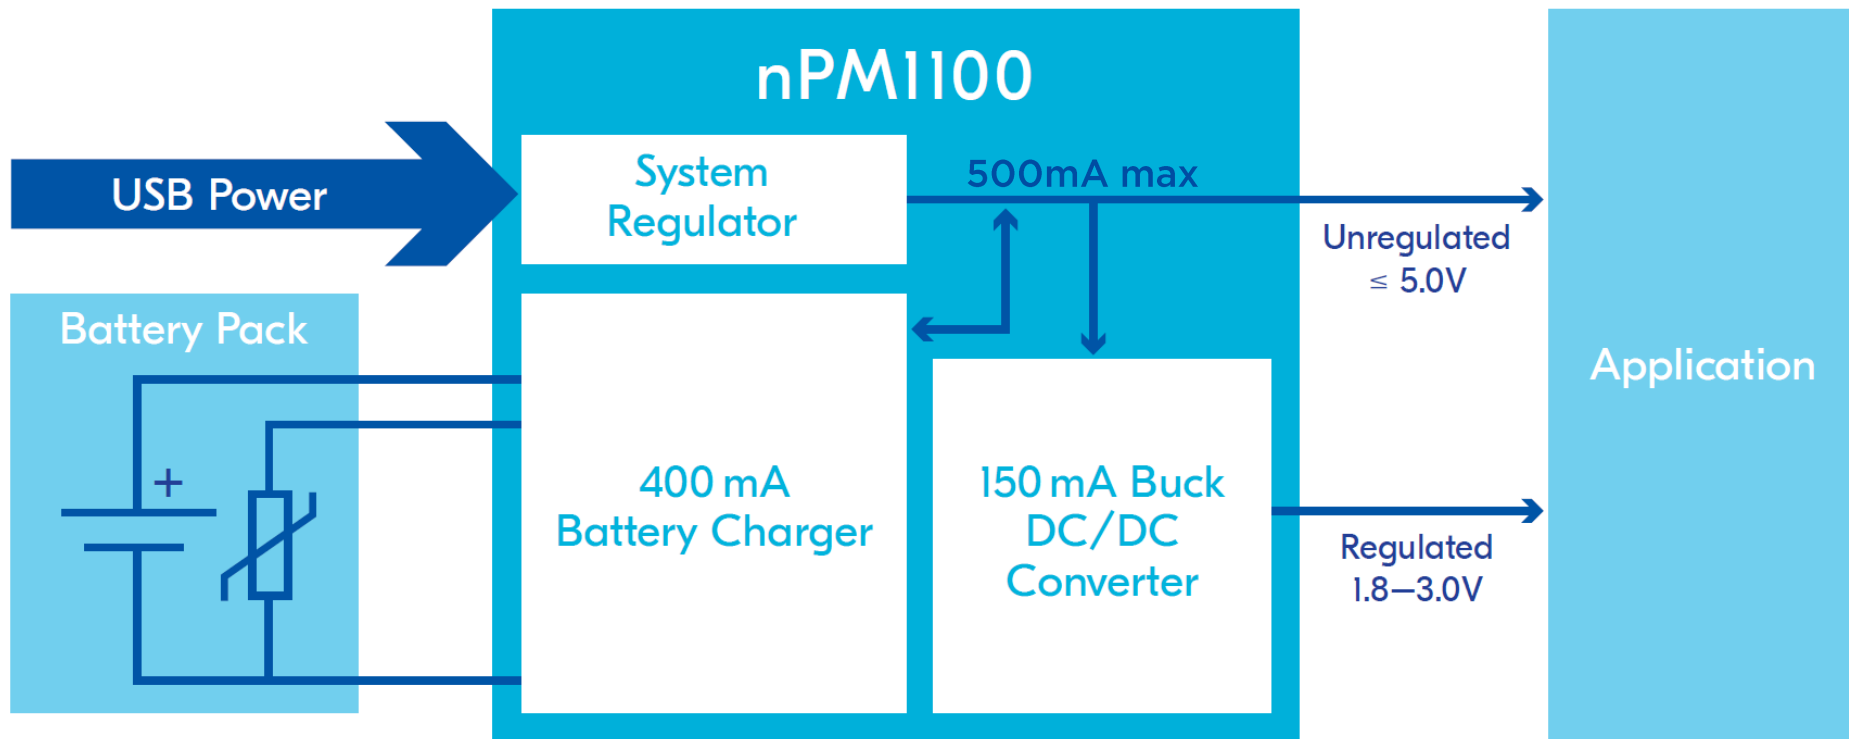 nPM1100
USB Power
System
Regulator
500mA max
Unregulated
≤ 5.0V
Battery Pack
+
400 mA
Battery Charger
150 mA Buck
DC/DC
Converter
Regulated
1.8–3.0V
Application